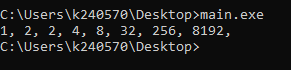 C:\Users\k240570\Desktop>main.exe
1, 2, 2, 4, 8, 32, 256, 8192,
C:\Users\k240570\Desktop>